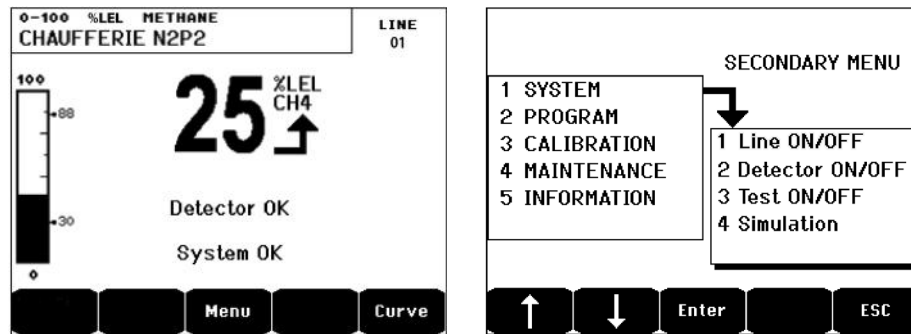 0-100 %LEL METHANE
CHAUFFERIE N2P2
LINE
01
100
88
30
0
25 %LEL
CH4
Detector OK
System OK
Menu
Curve
SECONDARY MENU
1 SYSTEM
2 PROGRAM
3 CALIBRATION
4 MAINTENANCE
5 INFORMATION
1 Line ON/OFF
2 Detector ON/OFF
3 Test ON/OFF
4 Simulation
Enter
ESC